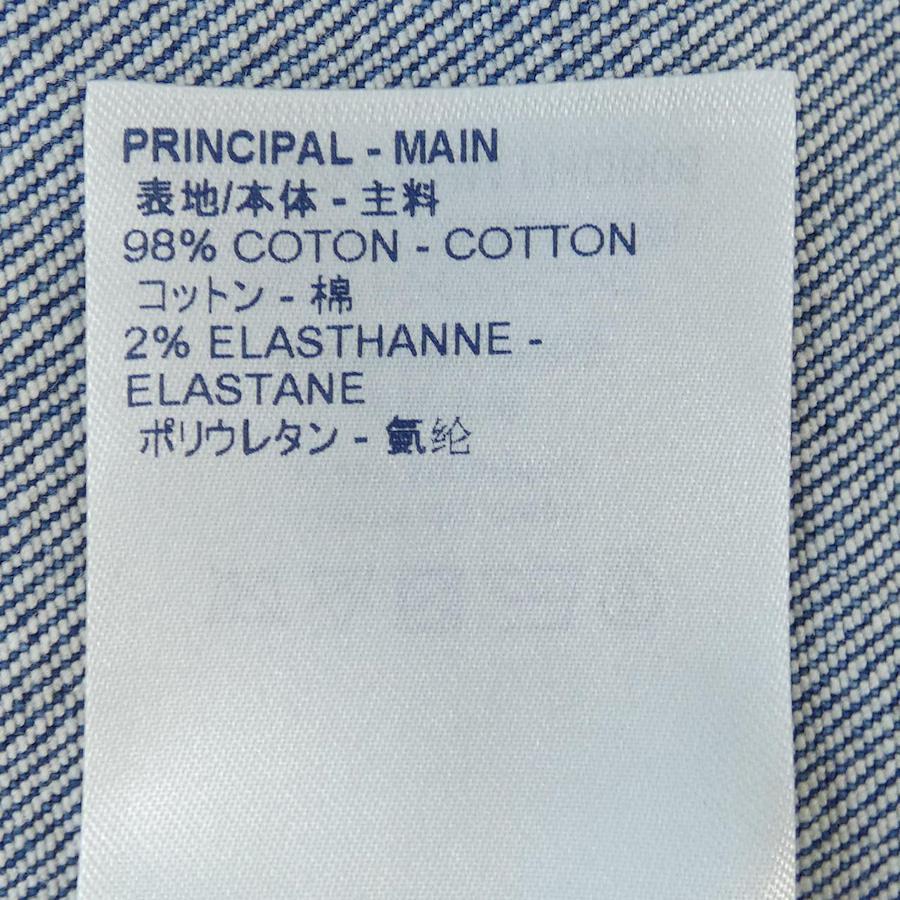 PRINCIPAL - MAIN
表地/本体 - 主料
98% COTON - COTTON
コットン - 棉
2% ELASTHANNE -
ELASTANE
ポリウレタン - 氨纶